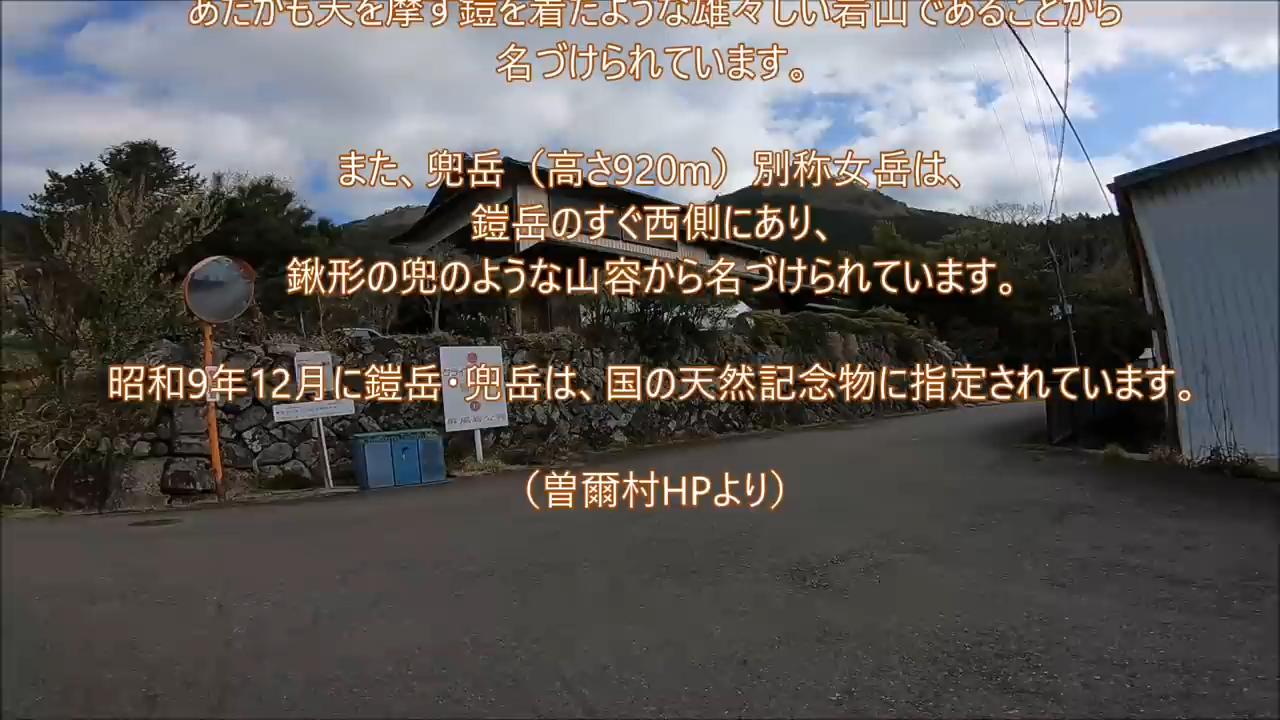 あたかも天を摩す鎧を着たような雄々しい岩山であることから
名づけられています。
また、兜岳（高さ920m）別称女岳は、
鎧岳のすぐ西側にあり、
鍬形の兜のような山容から名づけられています。
昭和9年12月に鎧岳・兜岳は、国の天然記念物に指定されています。
（曽爾村HPより）